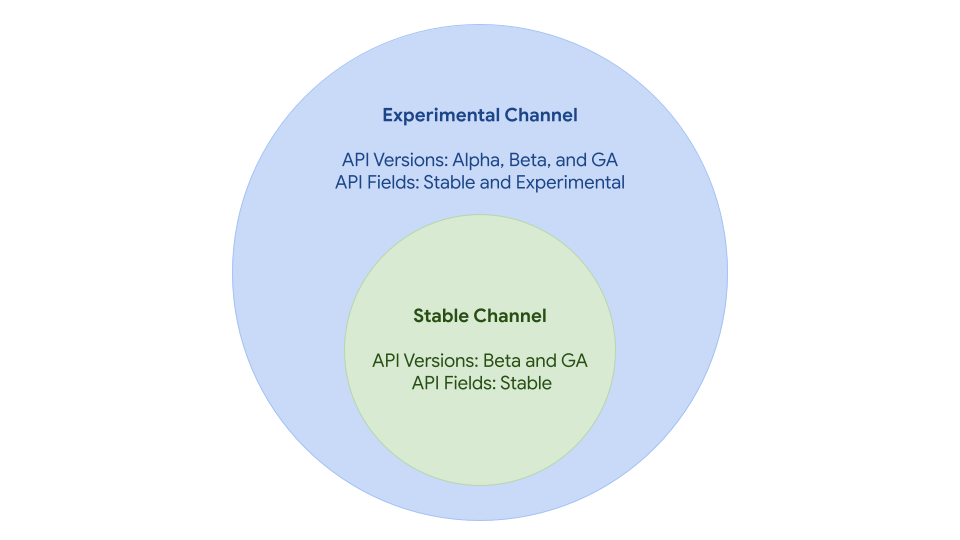 Experimental Channel
API Versions: Alpha, Beta, and GA
API Fields: Stable and Experimental
Stable Channel
API Versions: Beta and GA
API Fields: Stable